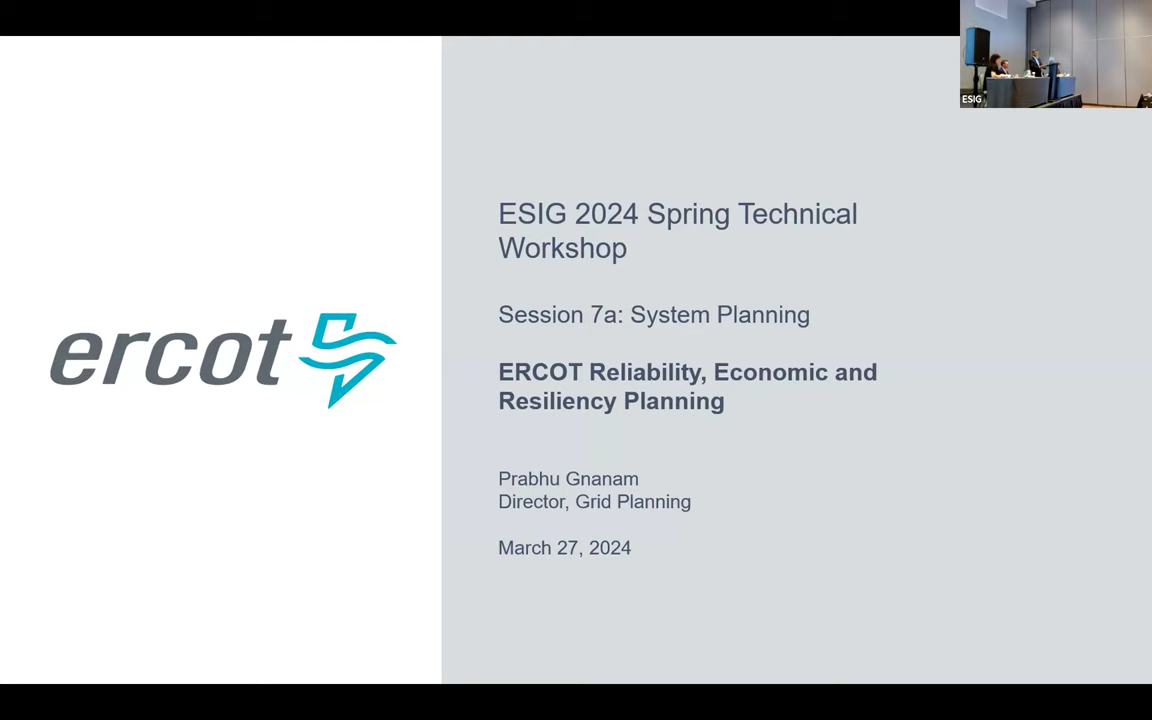 ESIG
ESIG 2024 Spring Technical
Workshop
Session 7a: System Planning
ercot
ERCOT Reliability, Economic and
Resiliency Planning
Prabhu Gnanam
Director, Grid Planning
March 27, 2024